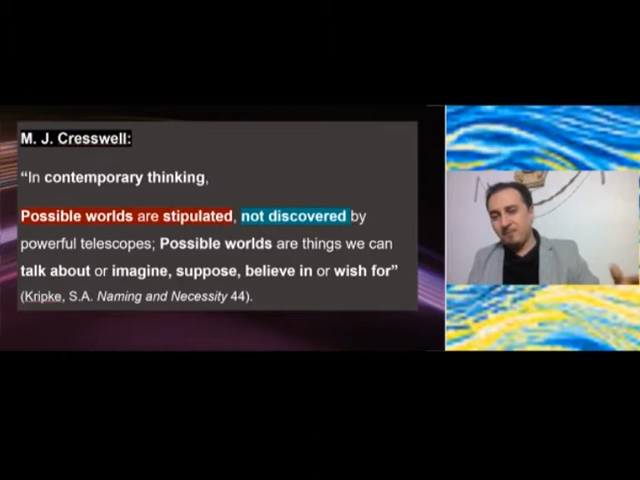 M. J. Cresswell:
“In contemporary thinking,
Possible worlds are stipulated, not discovered by
powerful telescopes; Possible worlds are things we can
talk about or imagine, suppose, believe in or wish for”
(Kripke, S.A. Naming and Necessity 44).